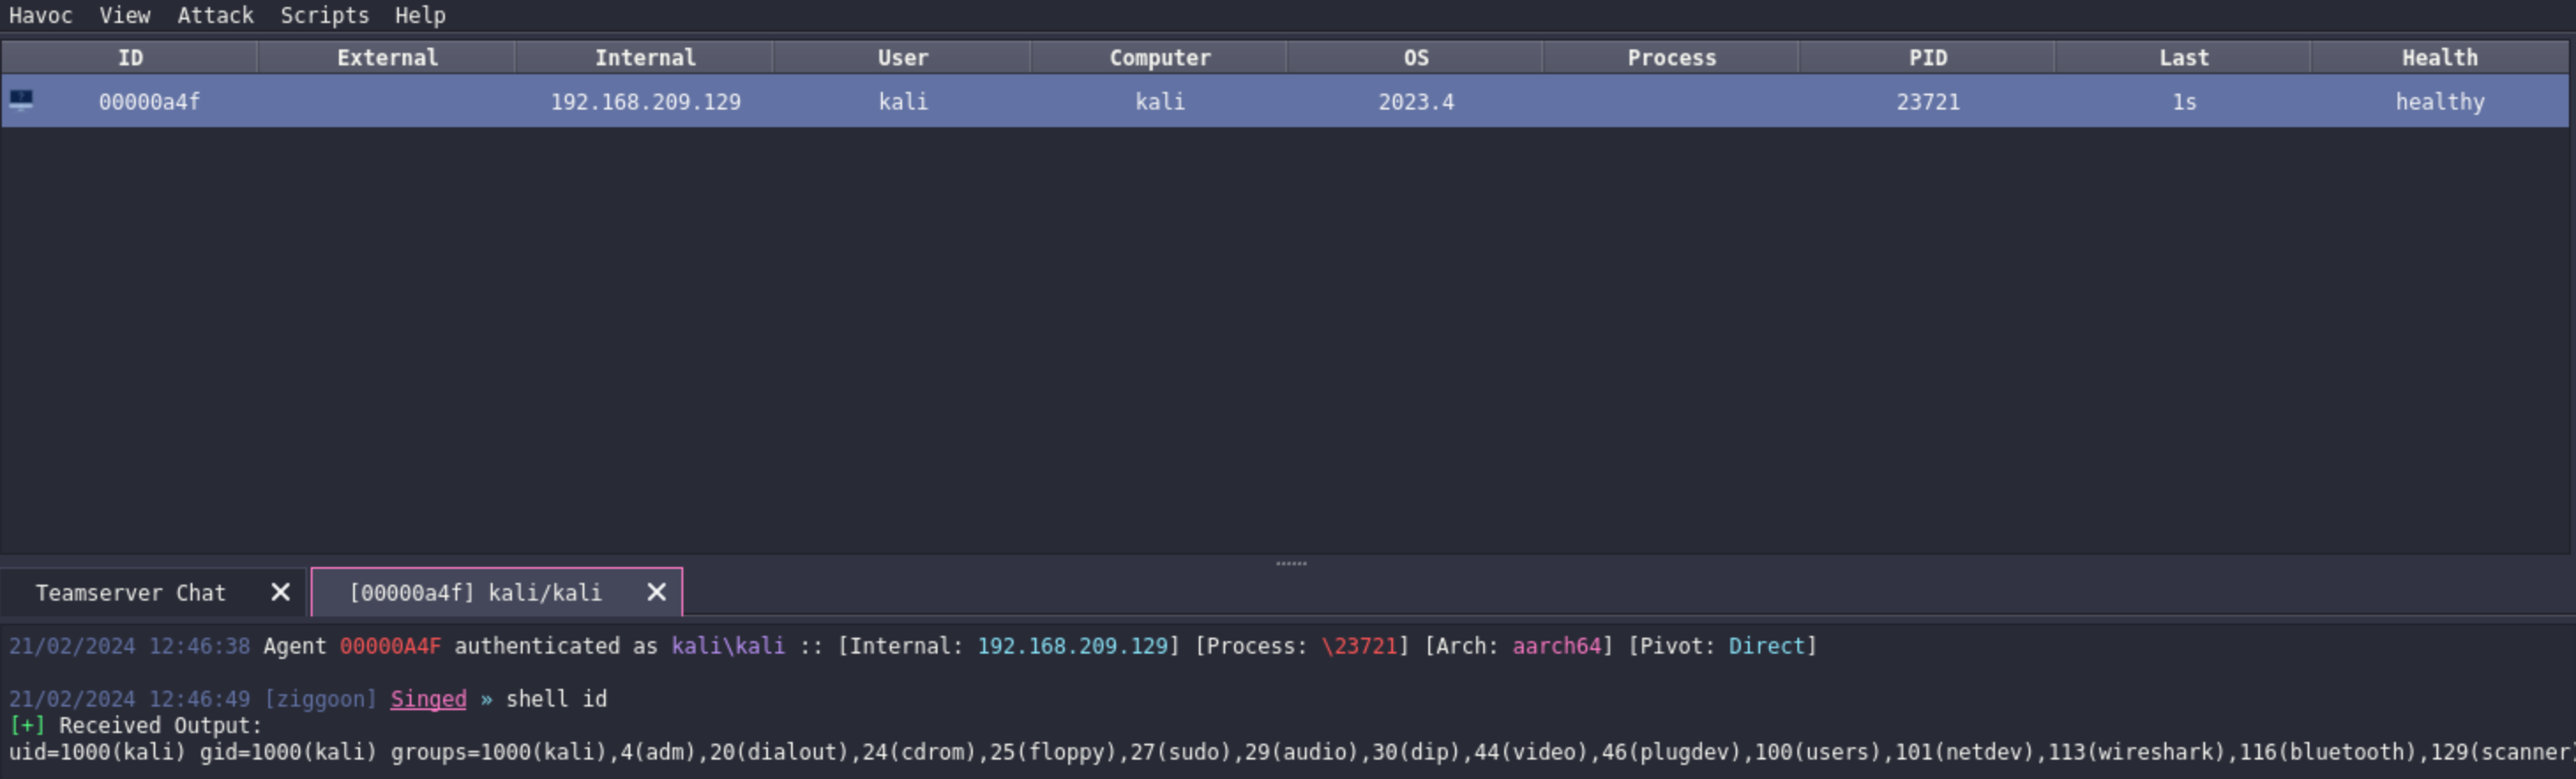 Havoc View Attack Scripts Help
ID External Internal User Computer OS Process PID Last Health
00000a4f 192.168.209.129 kali kali 2023.4 23721 1s healthy
Teamserver Chat [00000a4f] kali/kali
21/02/2024 12:46:38 Agent 00000A4F authenticated as kali\kali :: [Internal: 192.168.209.129] [Process: \23721] [Arch: aarch64] [Pivot: Direct]
21/02/2024 12:46:49 [ziggoon] Singed » shell id
[+] Received Output:
uid=1000(kali) gid=1000(kali) groups=1000(kali),4(adm),20(dialout),24(cdrom),25(floppy),27(sudo),29(audio),30(dip),44(video),46(plugdev),100(users),101(netdev),113(wireshark),116(bluetooth),129(scanner)